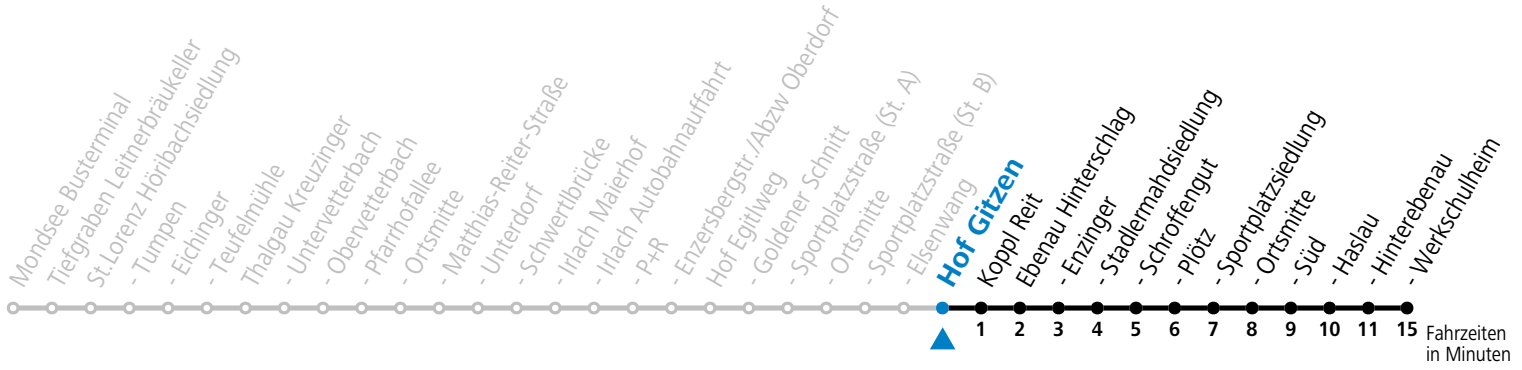 Mondsee Busterminal
Tiefgraben Leitnerbräukeller
St.Lorenz Höribachsiedlung
- Tumpen
- Eichinger
- Teufelmühle
Thalgau Kreuzinger
- Untervetterbach
- Obervetterbach
- Pfarrhofallee
- Ortsmitte
- Matthias-Reiter-Straße
- Unterdorf
- Schwertlbrücke
- Irlach Maierhof
- Irlach Autobahnauffahrt
- P+R
- Enzersbergstr./Abzw Oberdorf
Hof Egitlweg
- Goldener Schnitt
- Sportplatzstraße (St. A)
- Ortsmitte
- Sportplatzstraße (St. B)
- Elsenwang
Hof Gitzen
Koppl Reit
Ebenau Hinterschlag
- Enzinger
- Stadlermahdsiedlung
- Schroffengut
- Plötz
- Sportplatzsiedlung
- Ortsmitte
- Süd
- Haslau
- Hinterebenau
- Werkschulheim
1 2 3 4 5 6 7 8 9 10 11 15 Fahrzeiten
in Minuten